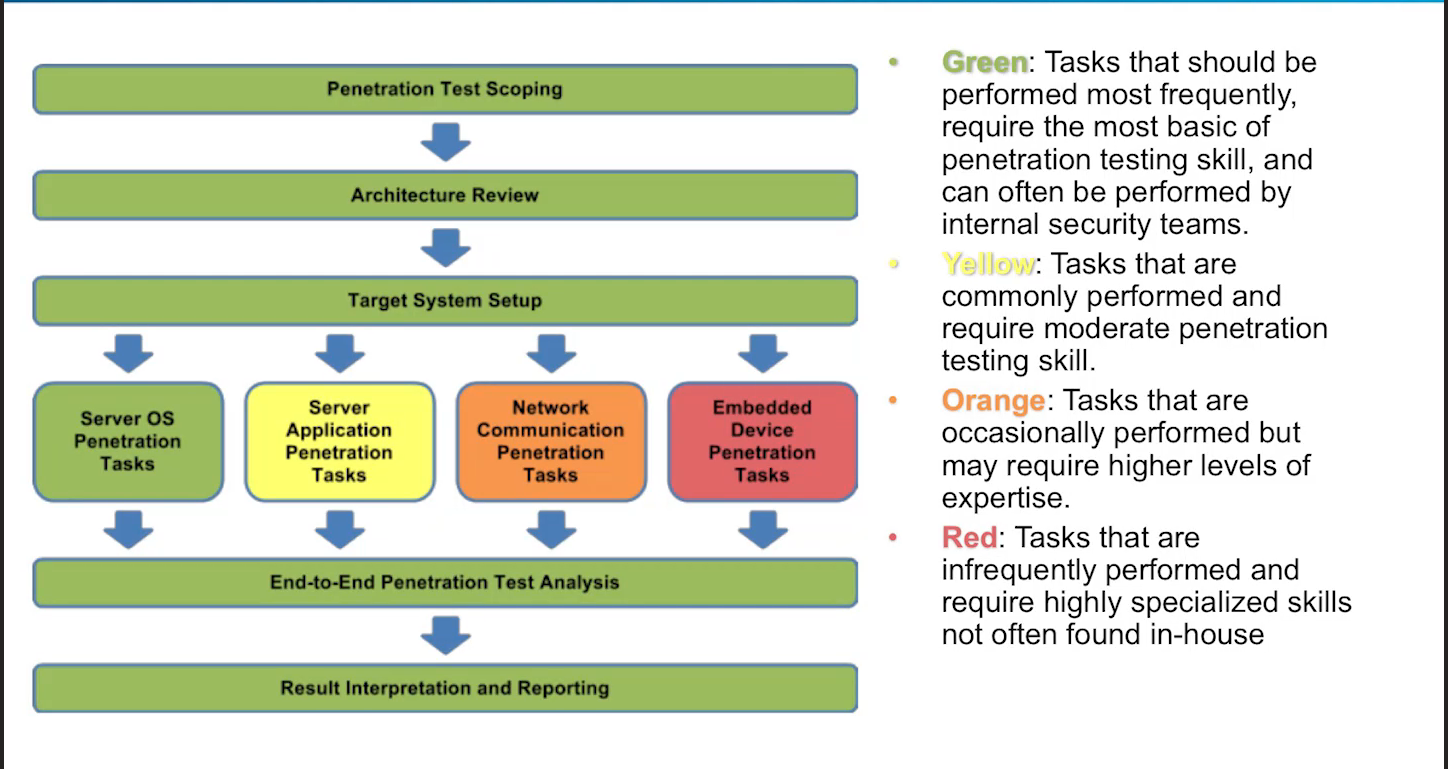 Penetration Test Scoping
Architecture Review
Target System Setup
Server OS
Penetration
Tasks
Server
Application
Penetration
Tasks
Network
Communication
Penetration
Tasks
Embedded
Device
Penetration
Tasks
End-to-End Penetration Test Analysis
Result Interpretation and Reporting
• Green: Tasks that should be
performed most frequently,
require the most basic of
penetration testing skill, and
can often be performed by
internal security teams.
• Yellow: Tasks that are
commonly performed and
require moderate penetration
testing skill.
• Orange: Tasks that are
occasionally performed but
may require higher levels of
expertise.
• Red: Tasks that are
infrequently performed and
require highly specialized skills
not often found in-house